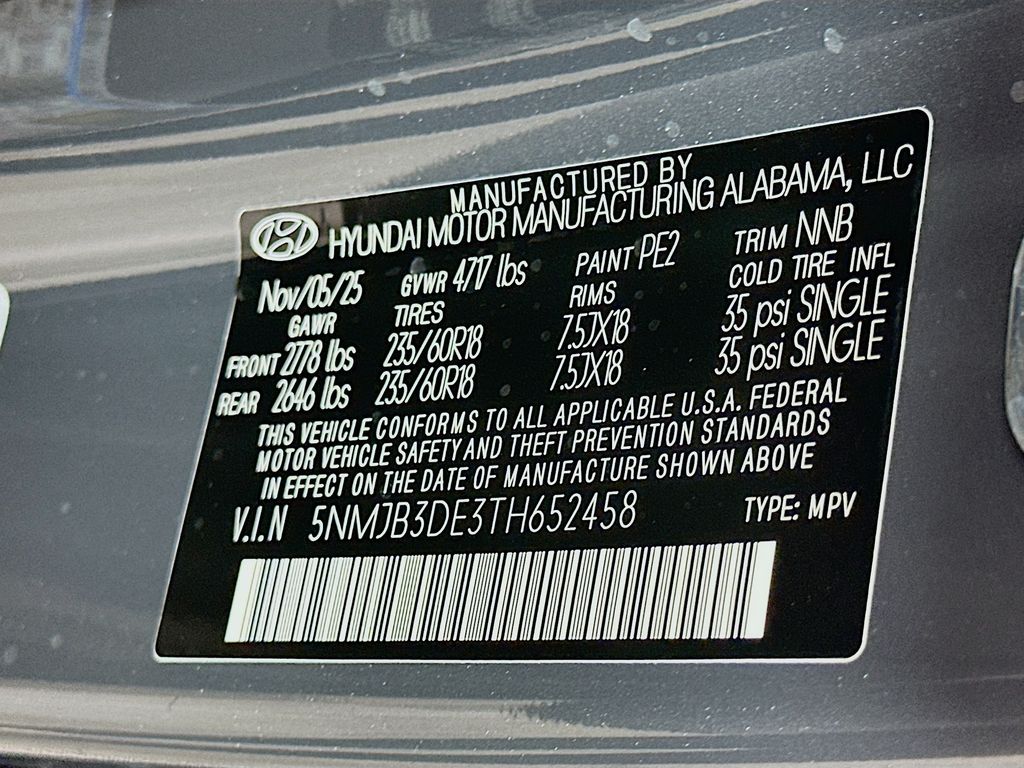 MANUFACTURED BY
HYUNDAI MOTOR MANUFACTURING ALABAMA, LLC
Nov/05/25 GVWR 4717 lbs PAINT PE2 TRIM NNB
GAWR TIRES RIMS COLD TIRE INFL
FRONT 2778 lbs 235/60R18 7.5JX18 35 psi SINGLE
REAR 2646 lbs 235/60R18 7.5JX18 35 psi SINGLE
THIS VEHICLE CONFORMS TO ALL APPLICABLE U.S.A. FEDERAL
MOTOR VEHICLE SAFETY AND THEFT PREVENTION STANDARDS
IN EFFECT ON THE DATE OF MANUFACTURE SHOWN ABOVE
V.I.N 5NMJB3DE3TH652458 TYPE: MPV